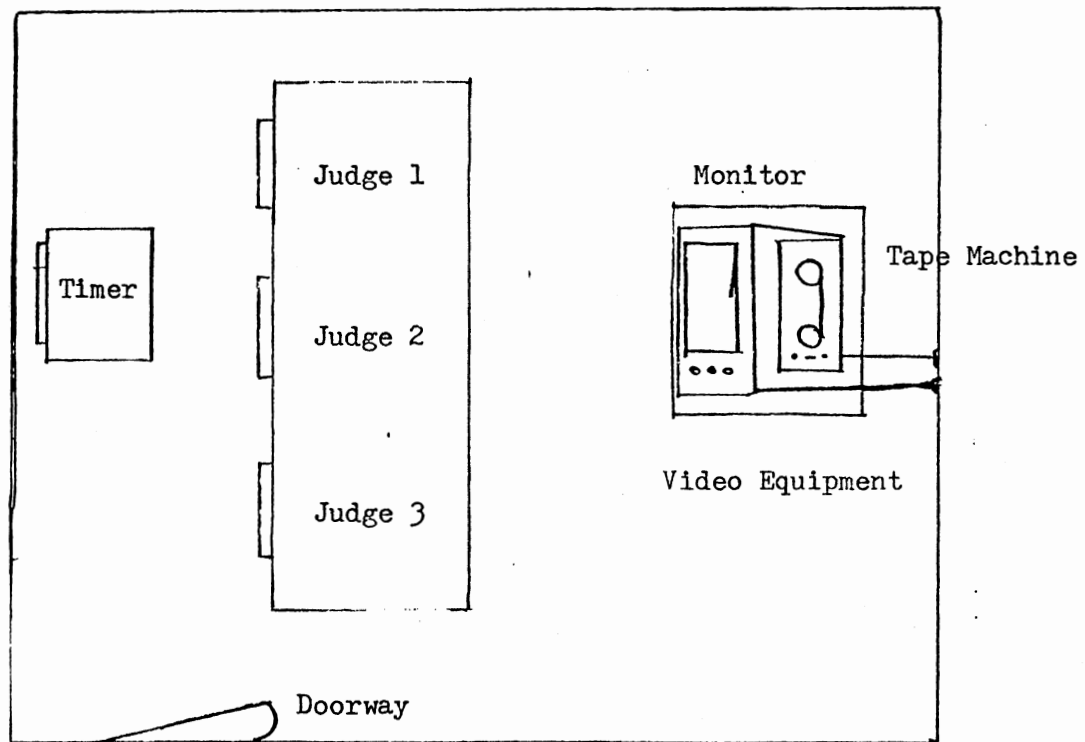 Judge 1
Monitor
Tape Machine
Timer
Judge 2
Video Equipment
Judge 3
Doorway